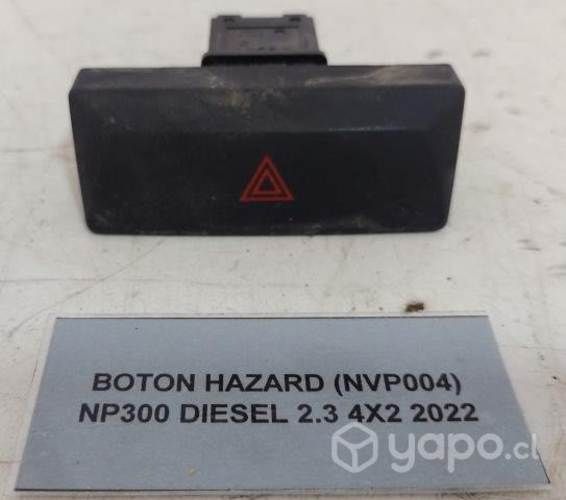 BOTON HAZARD (NVP004)
NP300 DIESEL 2.3 4X2 2022
yapo.cl